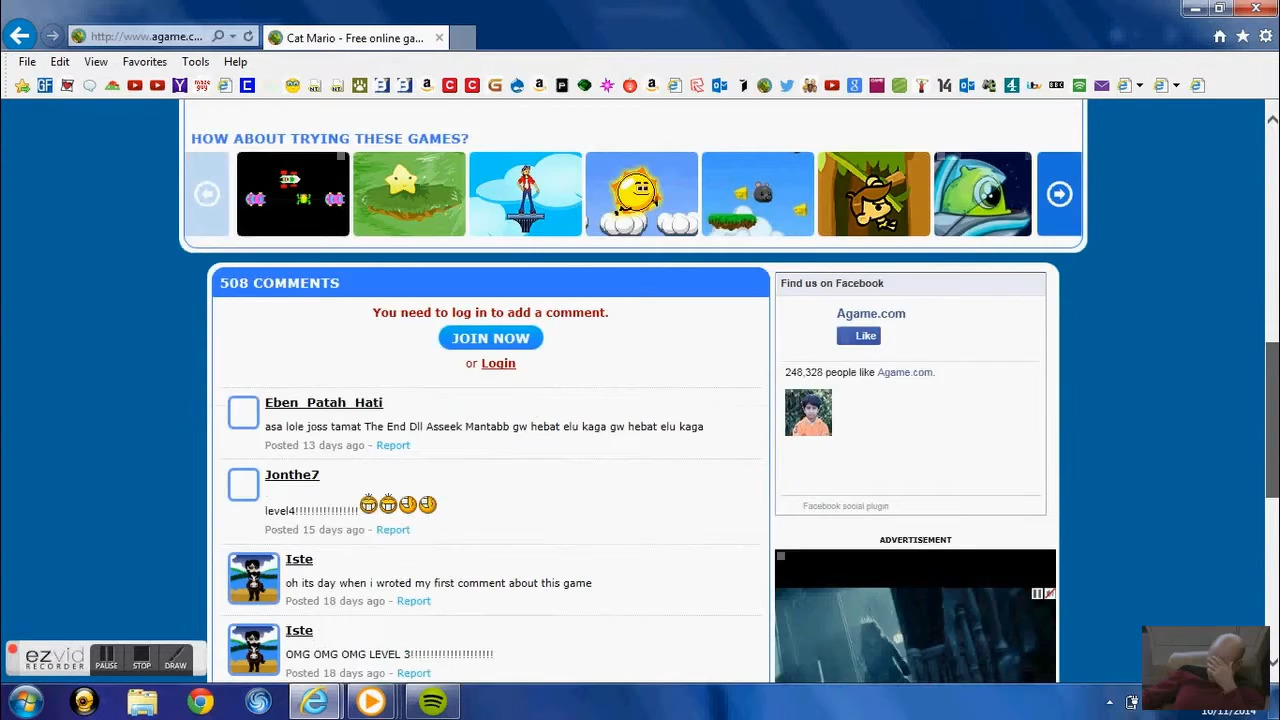 http://www.agame.c...
Cat Mario - Free online ga...
File Edit View Favorites Tools Help
HOW ABOUT TRYING THESE GAMES?
508 COMMENTS
You need to log in to add a comment.
JOIN NOW
or Login
Eben_Patah_Hati
asa lole joss tamat The End Dll Asseek Mantabb gw hebat elu kaga gw hebat elu kaga
Posted 13 days ago - Report
Jonthe7
level4!!!!!!!!!!!!!!!!
Posted 15 days ago - Report
Iste
oh its day when i wroted my first comment about this game
Posted 18 days ago - Report
Iste
OMG OMG OMG LEVEL 3!!!!!!!!!!!!!!!!!!!!!
Posted 18 days ago - Report
Find us on Facebook
Agame.com
Like
248,328 people like Agame.com.
Facebook social plugin
ADVERTISEMENT
ezvid
RECORDER
PAUSE STOP DRAW
10/11/2014